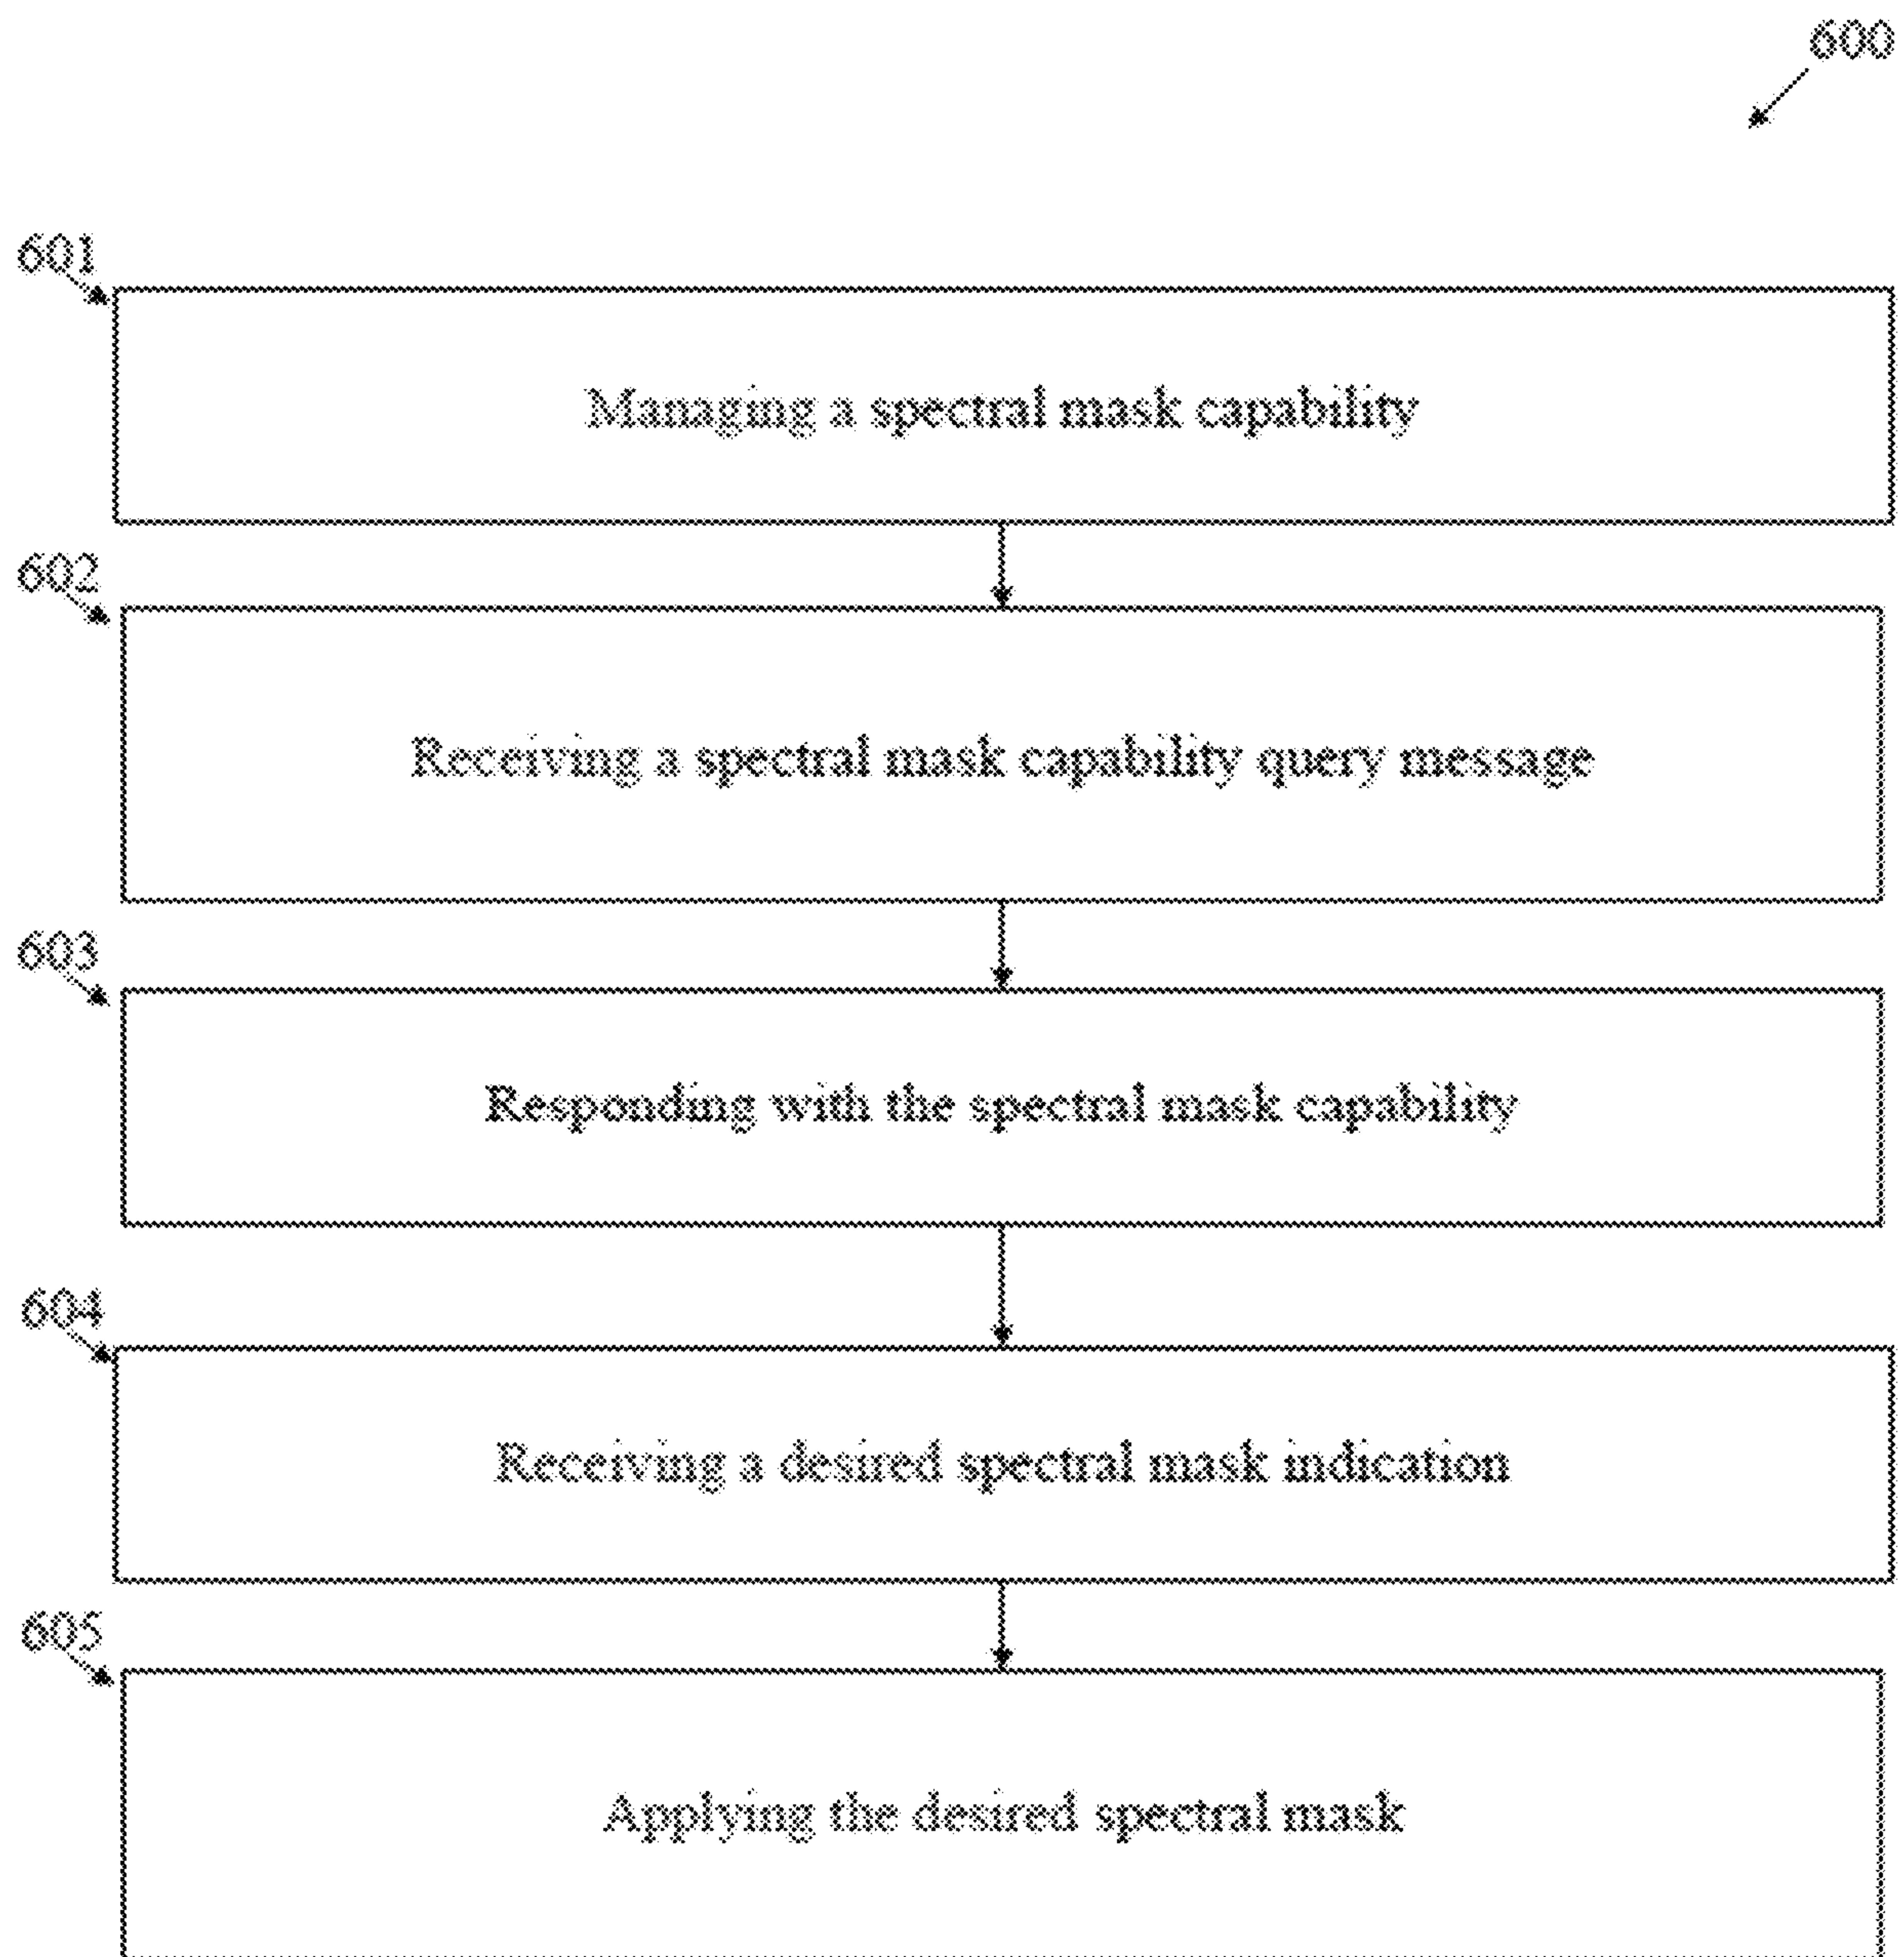 600
601
Managing a spectral mask capability
602
Receiving a spectral mask capability query message
603
Responding with the spectral mask capability
604
Receiving a desired spectral mask indication
605
Applying the desired spectral mask